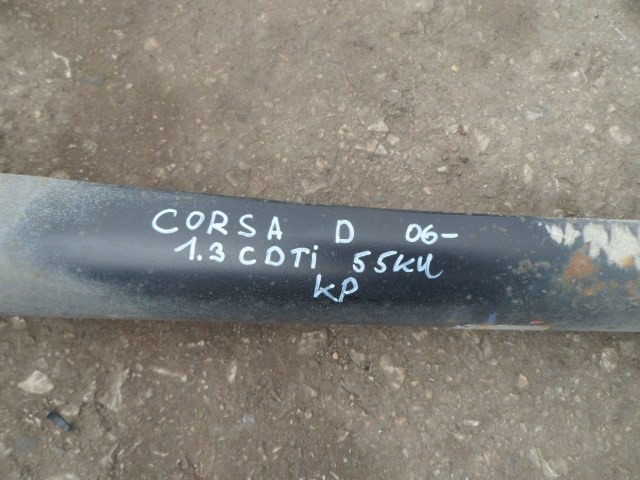 CORSA D 06-
1.3 CDTi 55KW
KP